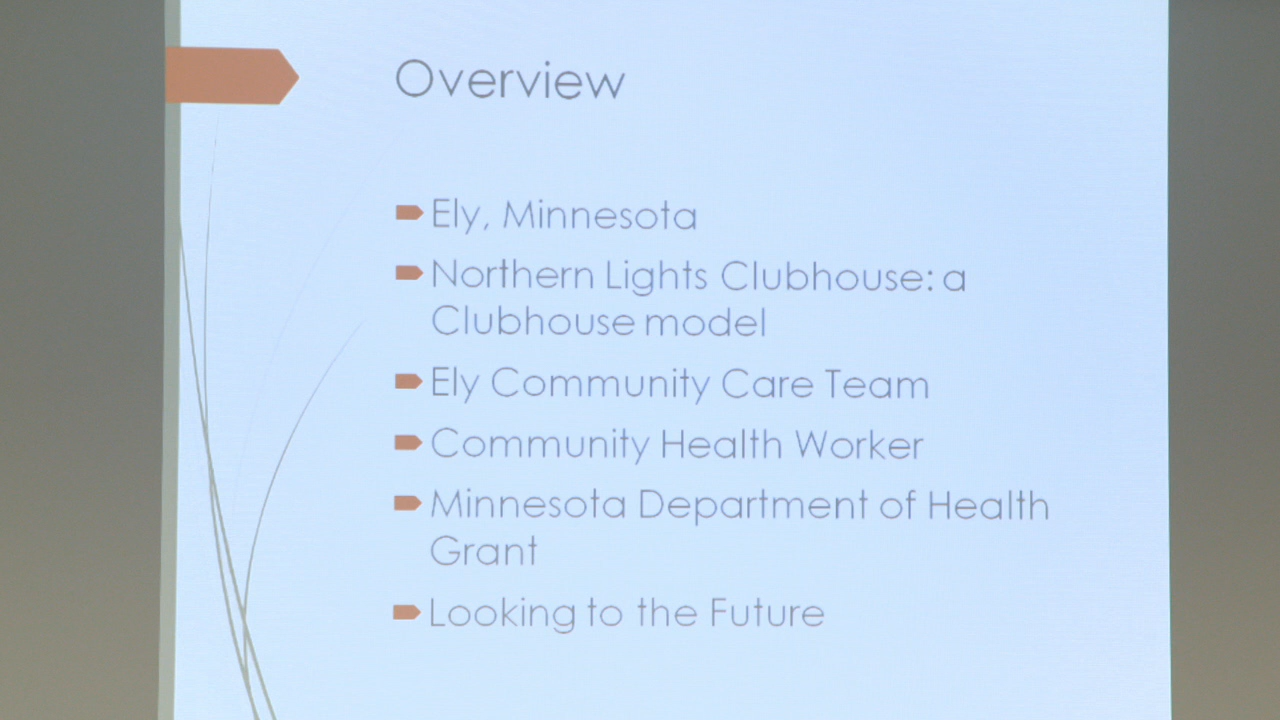 Overview
Ely, Minnesota
Northern Lights Clubhouse: a
Clubhouse model
Ely Community Care Team
Community Health Worker
Minnesota Department of Health
Grant
Looking to the Future